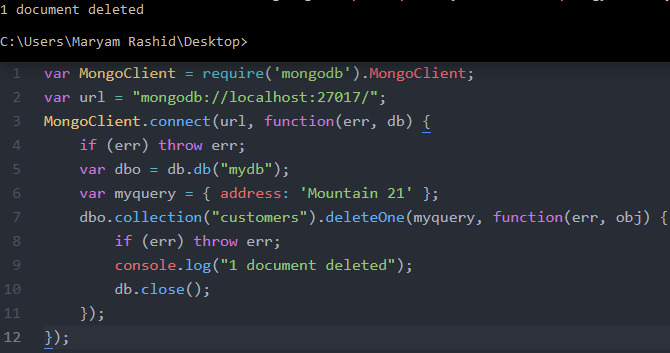 1 document deleted
C:\Users\Maryam Rashid\Desktop>
1 var MongoClient = require('mongodb').MongoClient;
2 var url = "mongodb://localhost:27017/";
3 MongoClient.connect(url, function(err, db) {
4 if (err) throw err;
5 var dbo = db.db("mydb");
6 var myquery = { address: 'Mountain 21' };
7 dbo.collection("customers").deleteOne(myquery, function(err, obj) {
8 if (err) throw err;
9 console.log("1 document deleted");
10 db.close();
11 });
12 });